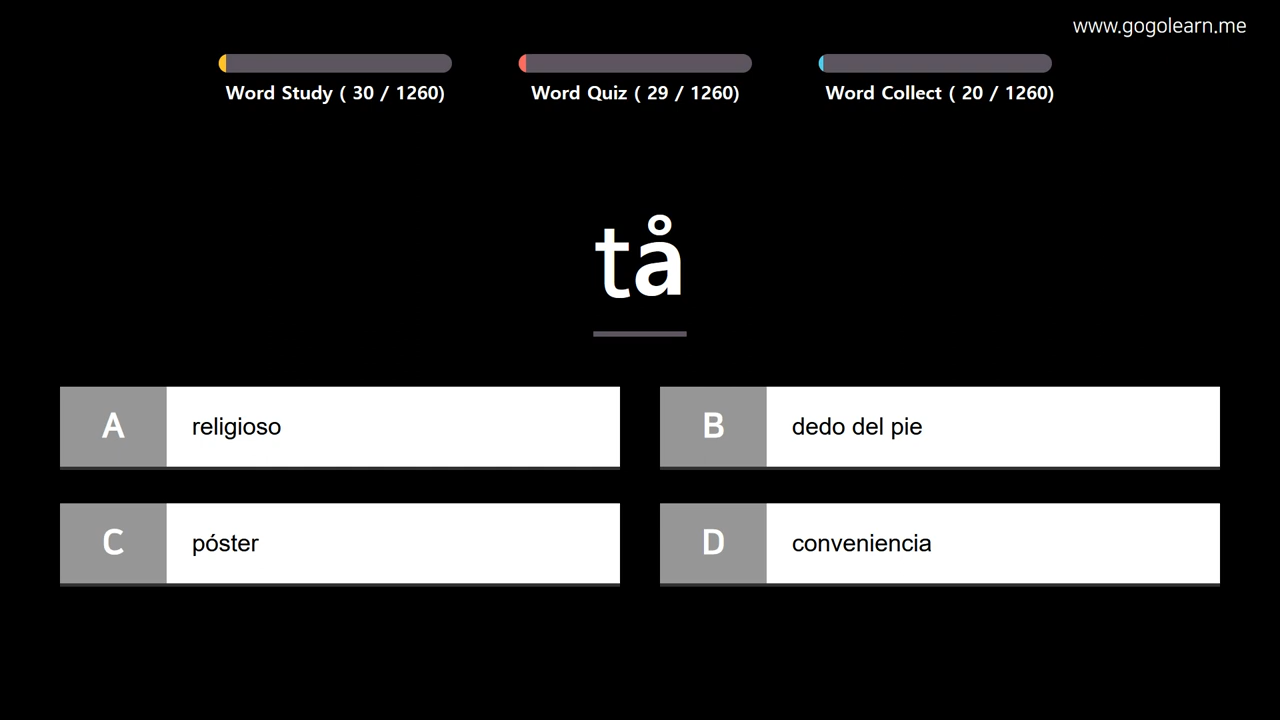 www.gogolearn.me
Word Study ( 30 / 1260)
Word Quiz ( 29 / 1260)
Word Collect ( 20 / 1260)
tå
A religioso
B dedo del pie
C póster
D conveniencia